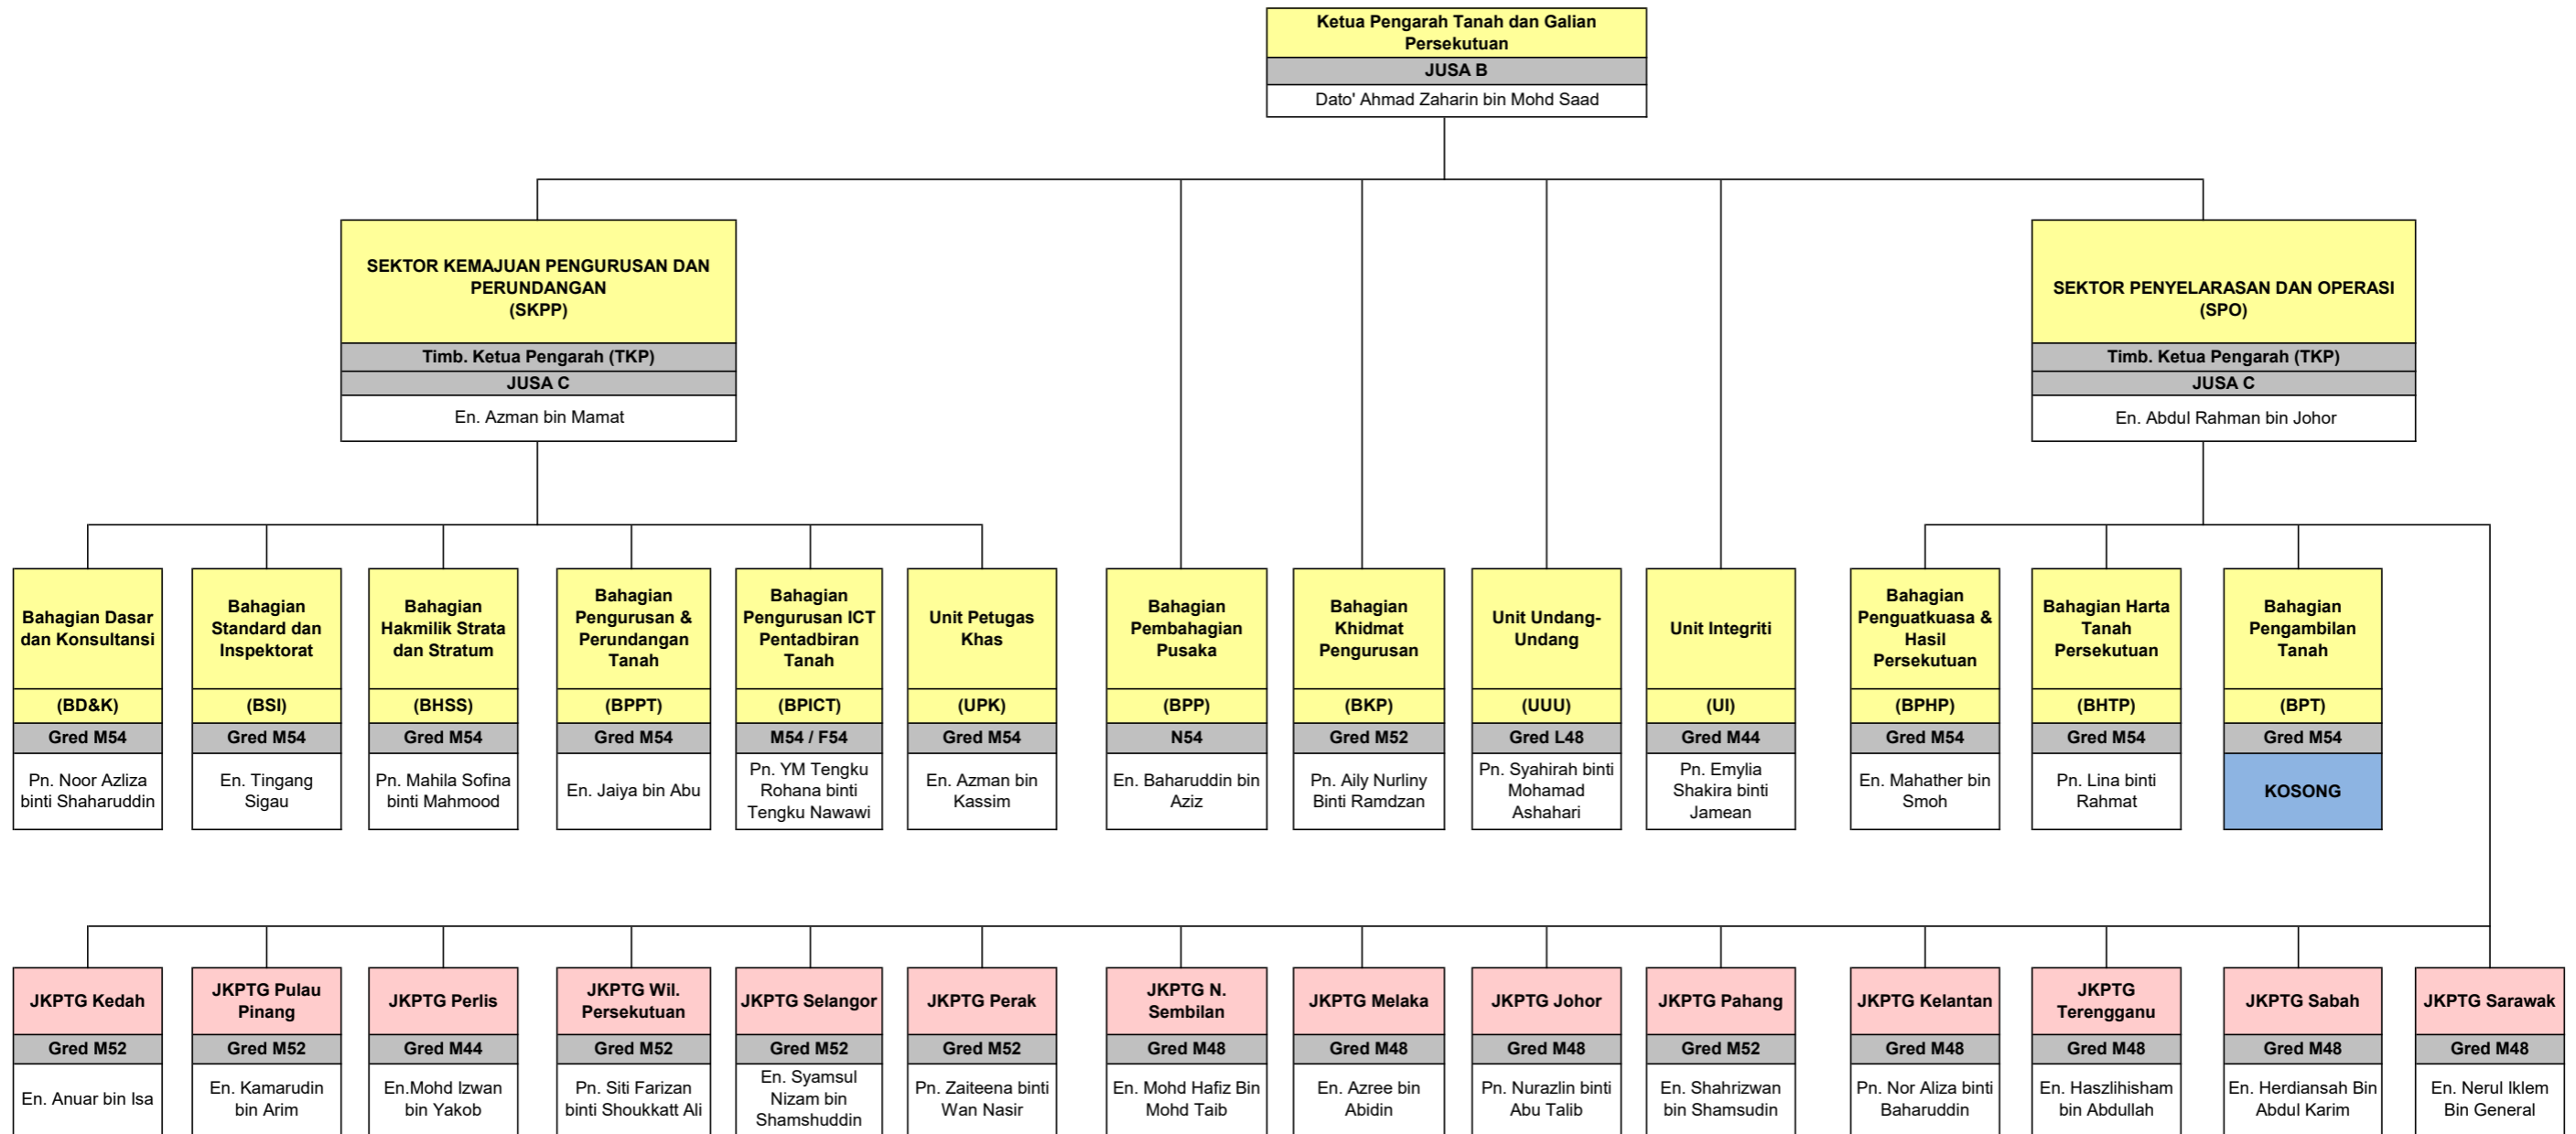 Ketua Pengarah Tanah dan Galian
Persekutuan
JUSA B
Dato' Ahmad Zaharin bin Mohd Saad
SEKTOR KEMAJUAN PENGURUSAN DAN
PERUNDANGAN
(SKPP)
Timb. Ketua Pengarah (TKP)
JUSA C
En. Azman bin Mamat
SEKTOR PENYELARASAN DAN OPERASI
(SPO)
Timb. Ketua Pengarah (TKP)
JUSA C
En. Abdul Rahman bin Johor
Bahagian Dasar
dan Konsultansi
(BD&K)
Gred M54
Pn. Noor Azliza
binti Shaharuddin
Bahagian
Standard dan
Inspektorat
(BSI)
Gred M54
En. Tingang
Sigau
Bahagian
Hakmilik Strata
dan Stratum
(BHSS)
Gred M54
Pn. Mahila Sofina
binti Mahmood
Bahagian
Pengurusan &
Perundangan
Tanah
(BPPT)
Gred M54
En. Jaiya bin Abu
Bahagian
Pengurusan ICT
Pentadbiran
Tanah
(BPICT)
M54 / F54
Pn. YM Tengku
Rohana binti
Tengku Nawawi
Unit Petugas
Khas
(UPK)
Gred M54
En. Azman bin
Kassim
Bahagian
Pembahagian
Pusaka
(BPP)
N54
En. Baharuddin bin
Aziz
Bahagian
Khidmat
Pengurusan
(BKP)
Gred M52
Pn. Aily Nurliny
Binti Ramdzan
Unit Undang-
Undang
(UUU)
Gred L48
Pn. Syahirah binti
Mohamad
Ashahari
Unit Integriti
(UI)
Gred M44
Pn. Emylia
Shakira binti
Jamean
Bahagian
Penguatkuasa &
Hasil
Persekutuan
(BPHP)
Gred M54
En. Mahather bin
Smoh
Bahagian Harta
Tanah
Persekutuan
(BHTP)
Gred M54
Pn. Lina binti
Rahmat
Bahagian
Pengambilan
Tanah
(BPT)
Gred M54
KOSONG
JKPTG Kedah
Gred M52
En. Anuar bin Isa
JKPTG Pulau
Pinang
Gred M52
En. Kamarudin
bin Arim
JKPTG Perlis
Gred M44
En.Mohd Izwan
bin Yakob
JKPTG Wil.
Persekutuan
Gred M52
Pn. Siti Farizan
binti Shoukkatt Ali
JKPTG Selangor
Gred M52
En. Syamsul
Nizam bin
Shamshuddin
JKPTG Perak
Gred M52
Pn. Zaiteena binti
Wan Nasir
JKPTG N.
Sembilan
Gred M48
En. Mohd Hafiz Bin
Mohd Taib
JKPTG Melaka
Gred M48
En. Azree bin
Abidin
JKPTG Johor
Gred M48
Pn. Nurazlin binti
Abu Talib
JKPTG Pahang
Gred M52
En. Shahrizwan
bin Shamsudin
JKPTG Kelantan
Gred M48
Pn. Nor Aliza binti
Baharuddin
JKPTG
Terengganu
Gred M48
En. Haszlihisham
bin Abdullah
JKPTG Sabah
Gred M48
En. Herdiansah Bin
Abdul Karim
JKPTG Sarawak
Gred M48
En. Nerul Iklem
Bin General